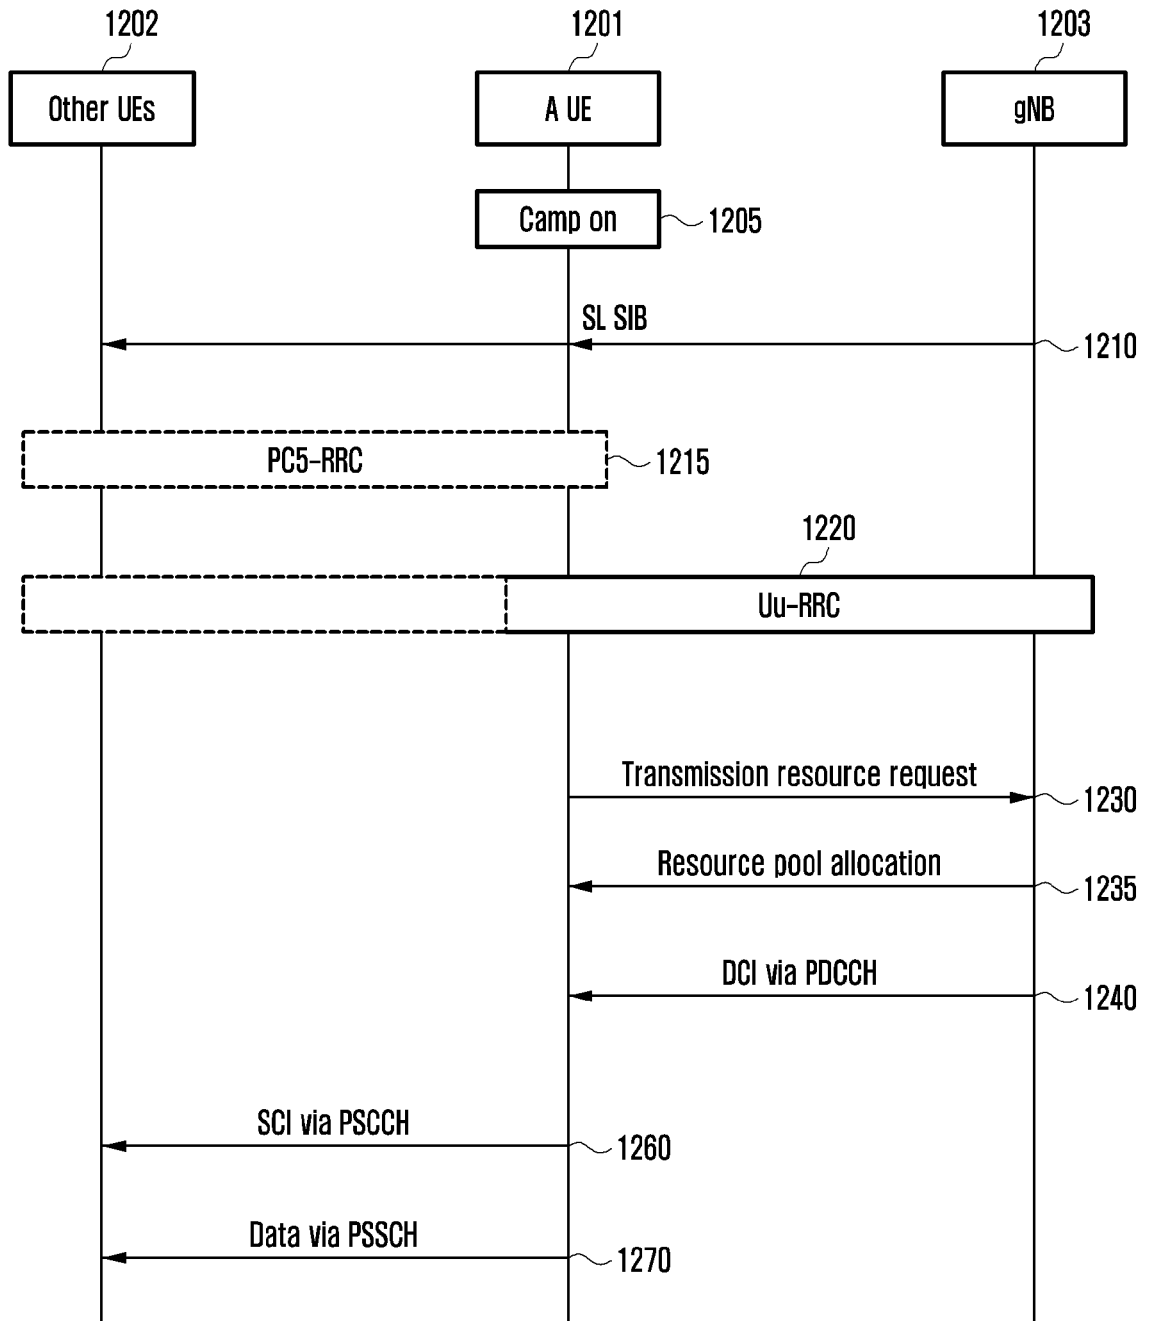 1202
1201
1203
Other UEs
A UE
gNB
Camp on
1205
SL SIB
1210
PC5-RRC
1215
1220
Uu-RRC
Transmission resource request
1230
Resource pool allocation
1235
DCI via PDCCH
1240
SCI via PSCCH
1260
Data via PSSCH
1270